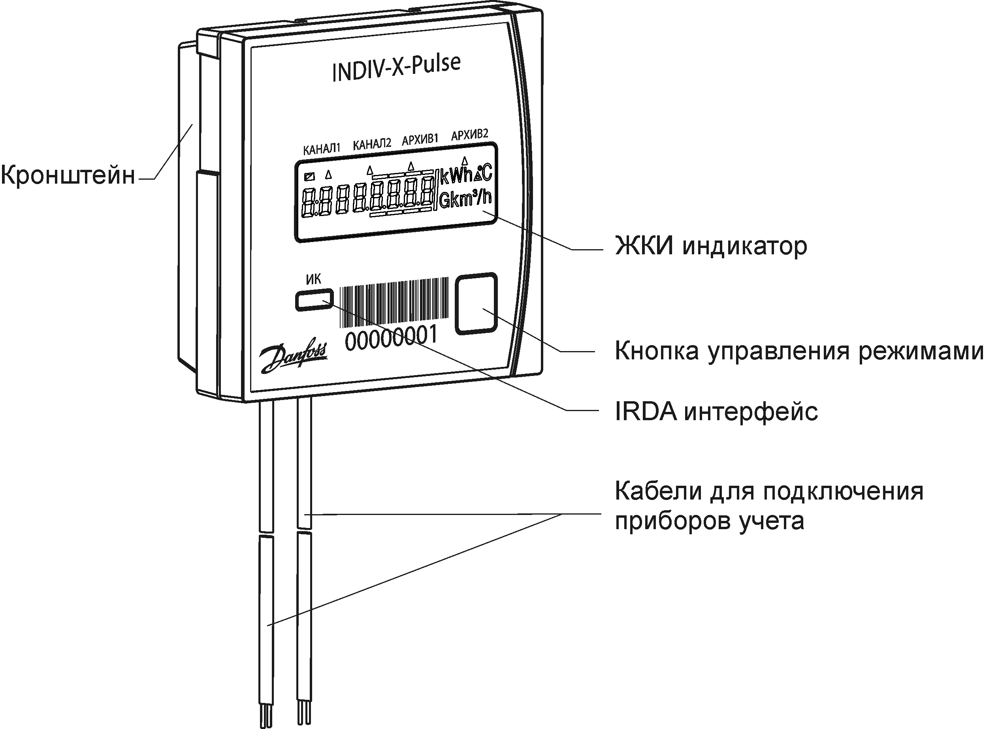 INDIV-X-Pulse
КАНАЛ1 КАНАЛ2 АРХИВ1 АРХИВ2
kWh °C
Gkm³/h
Кронштейн
ЖКИ индикатор
ИК
00000001
Danfoss
Кнопка управления режимами
IRDA интерфейс
Кабели для подключения
приборов учета